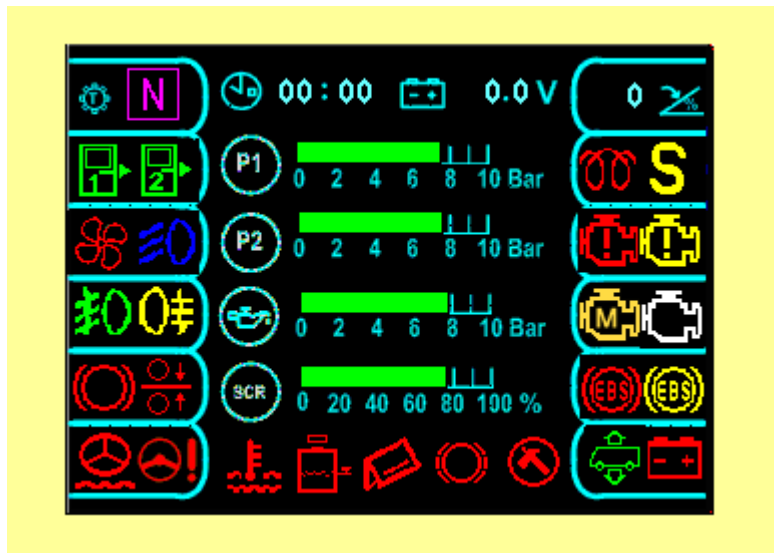 T N 00:00 - + 0.0 V 0 %
1 2 P1 0 2 4 6 8 10 Bar S
P2 0 2 4 6 8 10 Bar ! !
0 2 4 6 8 10 Bar M
SCR 0 20 40 60 80 100 % (EBS) (EBS)
! - +